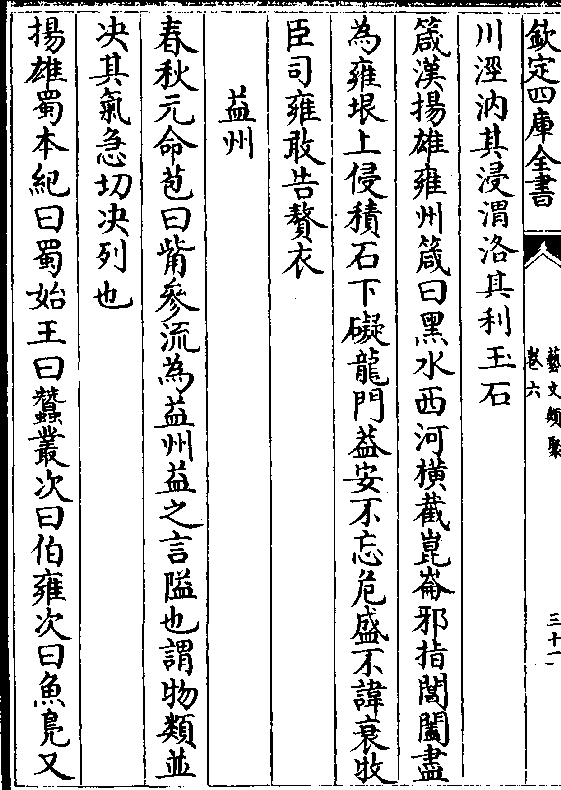 欽定四庫全書
藝文類聚
卷六
三十一
川涇汭其浸渭洛其利玉石
箴漢揚雄雍州箴曰黑水西河橫截崑崙邪指閶闔盡
為雍垠上侵積石下礙龍門葢安不忘危盛不諱衰牧
臣司雍敢告贅衣
益州
春秋元命苞曰觜參流為益州益之言隘也謂物類並
決其氣急切決列也
揚雄蜀本紀曰蜀始王曰蠶叢次曰伯雍次曰魚鳧又